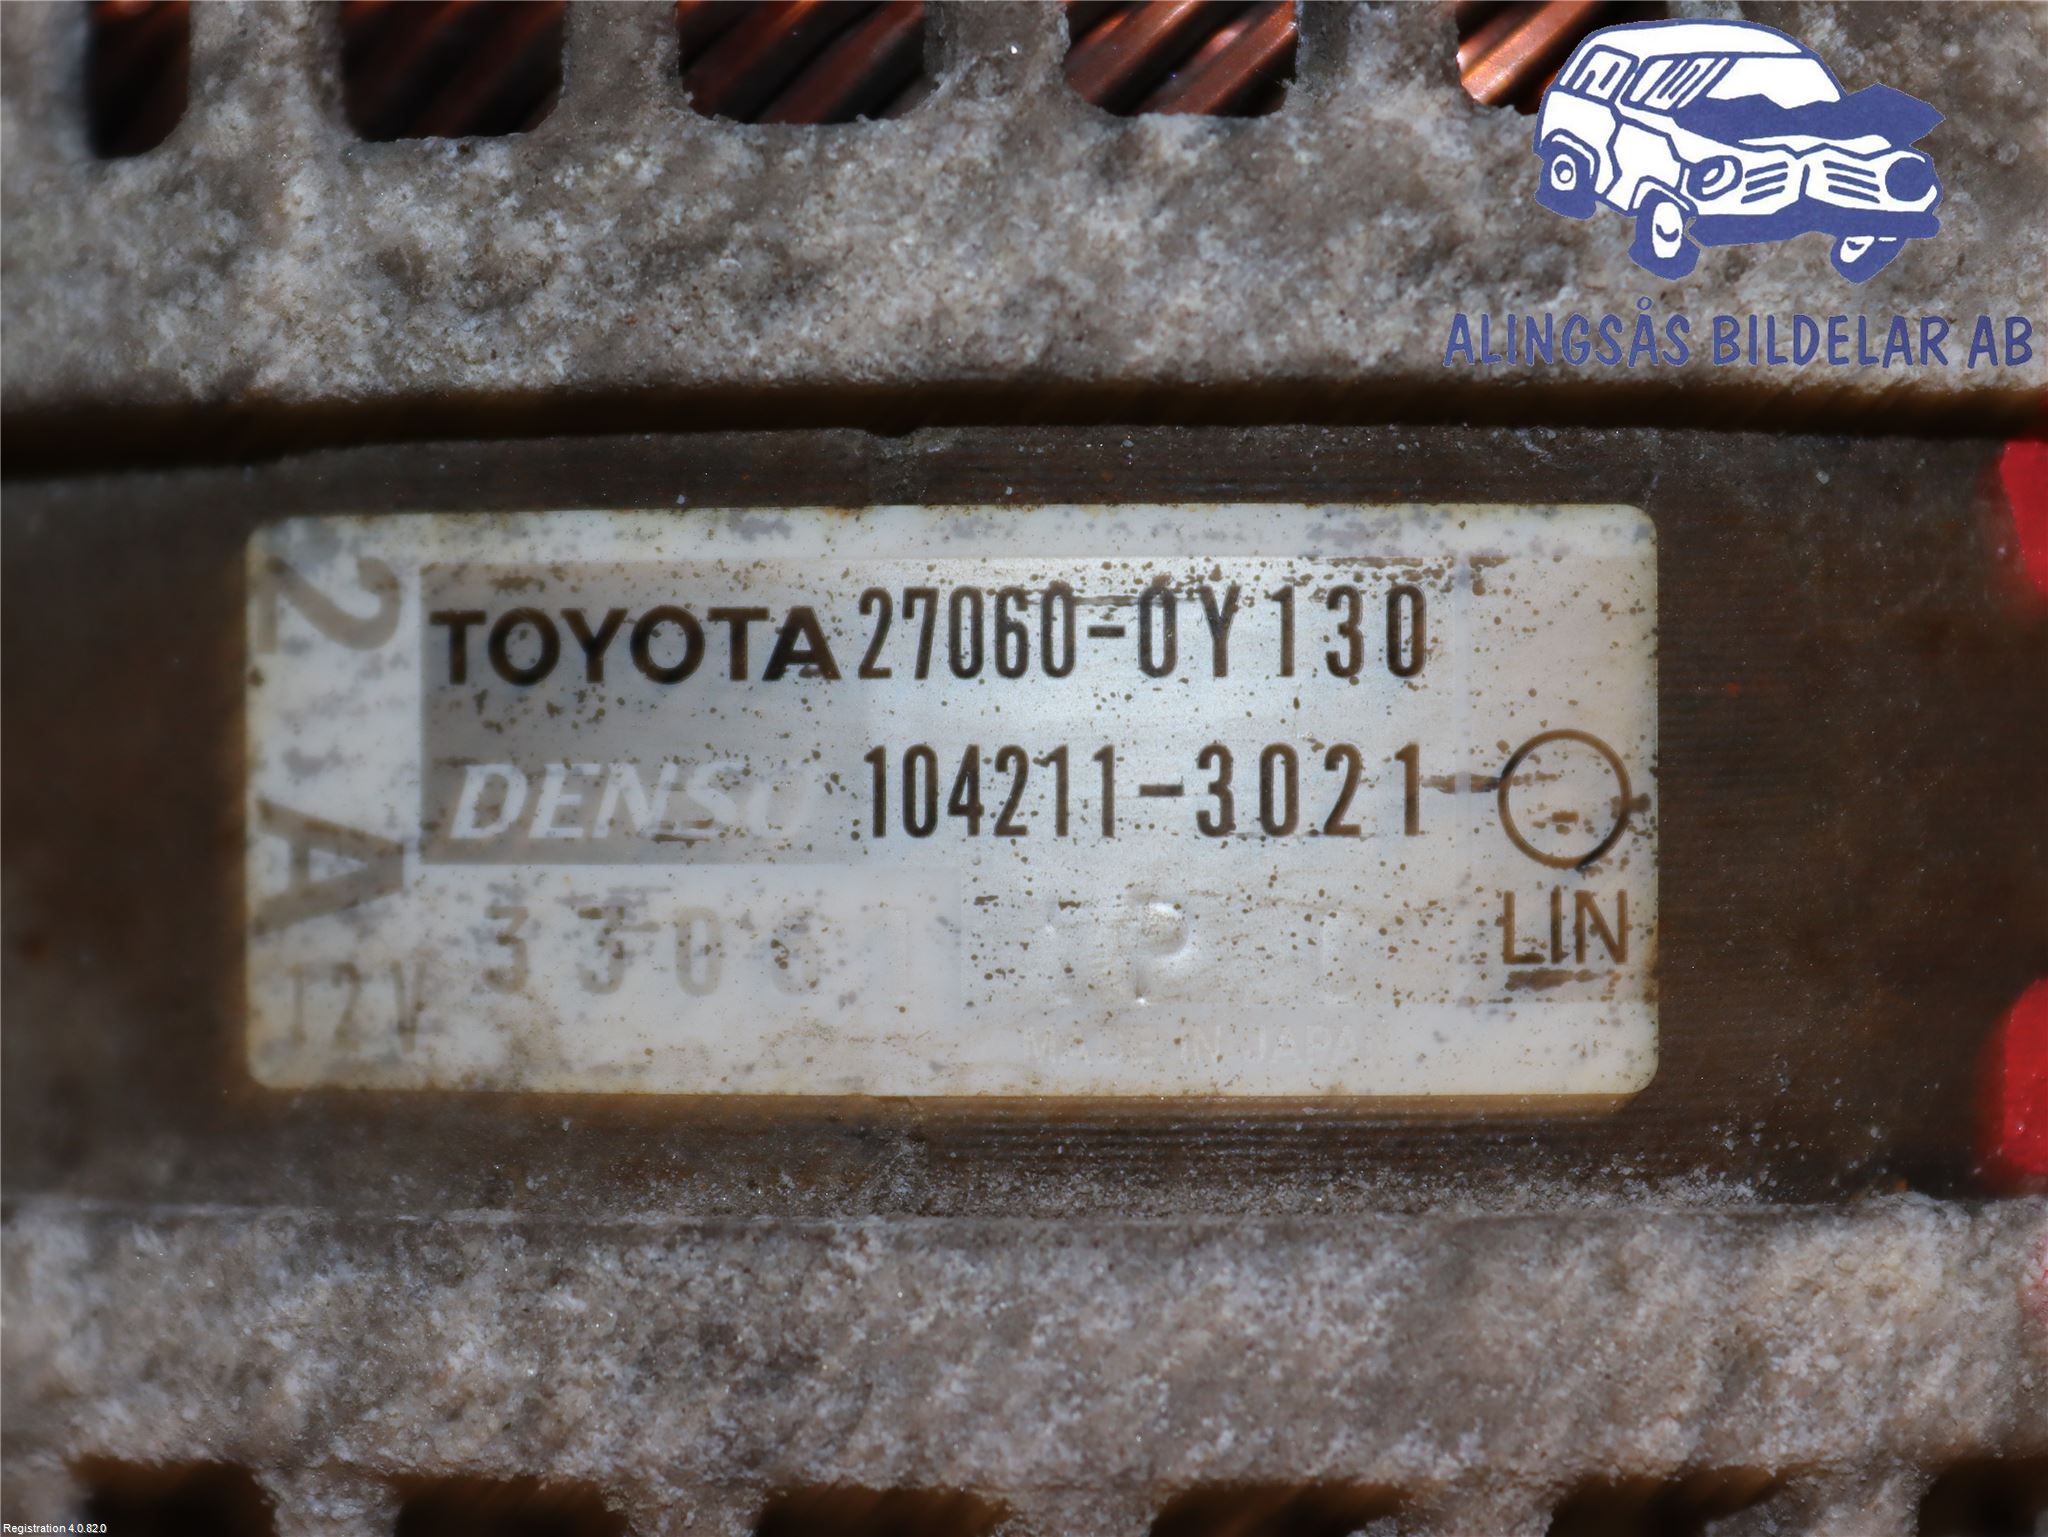 ALINGSÅS BILDELAR AB
2.A
TOYOTA 27060-0Y130
DENSO 104211-3021
LIN
12V
MADE IN JAPAN
Registration 4.0.82.0